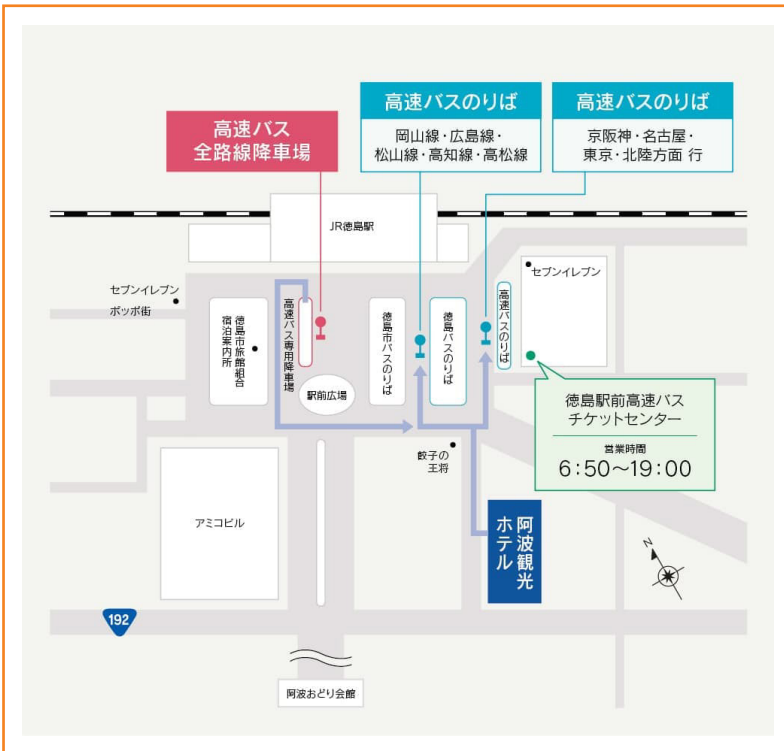 高速バス
全路線降車場
高速バスのりば
岡山線・広島線・
松山線・高知線・高松線
高速バスのりば
京阪神・名古屋・
東京・北陸方面 行
JR徳島駅
セブンイレブン
ポッポ街
徳島市旅館組合
宿泊案内所
高速バス専用降車場
駅前広場
徳島市バスのりば
徳島バスのりば
高速バスのりば
セブンイレブン
徳島駅前高速バス
チケットセンター
営業時間
6:50〜19:00
餃子の
王将
アミコビル
阿波観光
ホテル
N
192
阿波おどり会館